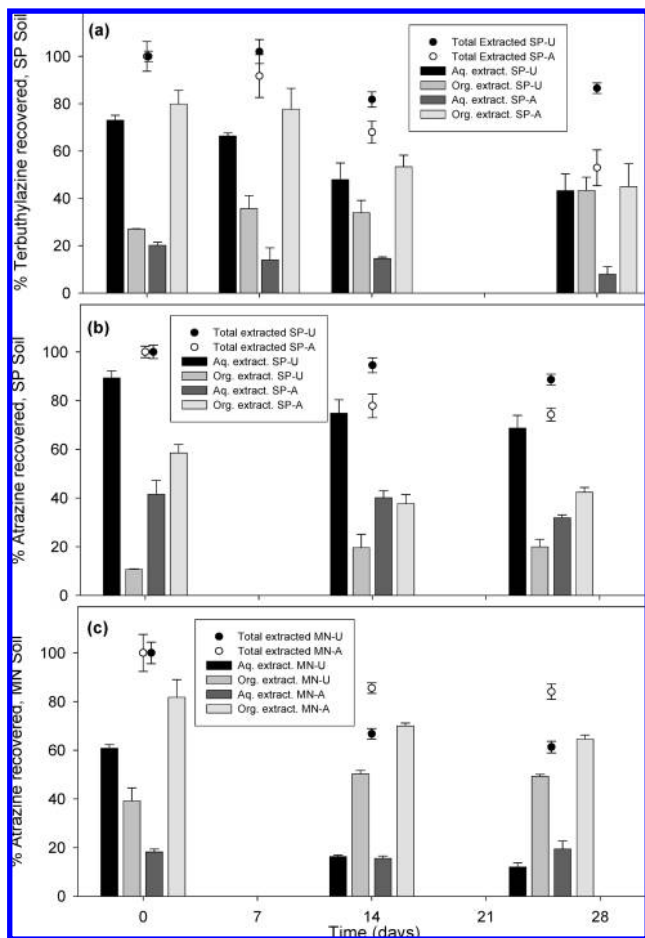 (a)
Total Extracted SP-U
Total Extracted SP-A
Aq. extract. SP-U
Org. extract. SP-U
Aq. extract. SP-A
Org. extract. SP-A
% Terbuthylazine recovered, SP Soil
100
80
60
40
20
0
(b)
Total extracted SP-U
Total extracted SP-A
Aq. extract. SP-U
Org. extract. SP-U
Aq. extract. SP-A
Org. extract. SP-A
% Atrazine recovered, SP Soil
100
80
60
40
20
0
(c)
Total extracted MN-U
Total extracted MN-A
Aq. extract. MN-U
Org. extract. MN-U
Aq. extract. MN-A
Org. extract. MN-A
% Atrazine recovered, MN Soil
100
80
60
40
20
0
0 7 14 21 28
Time (days)